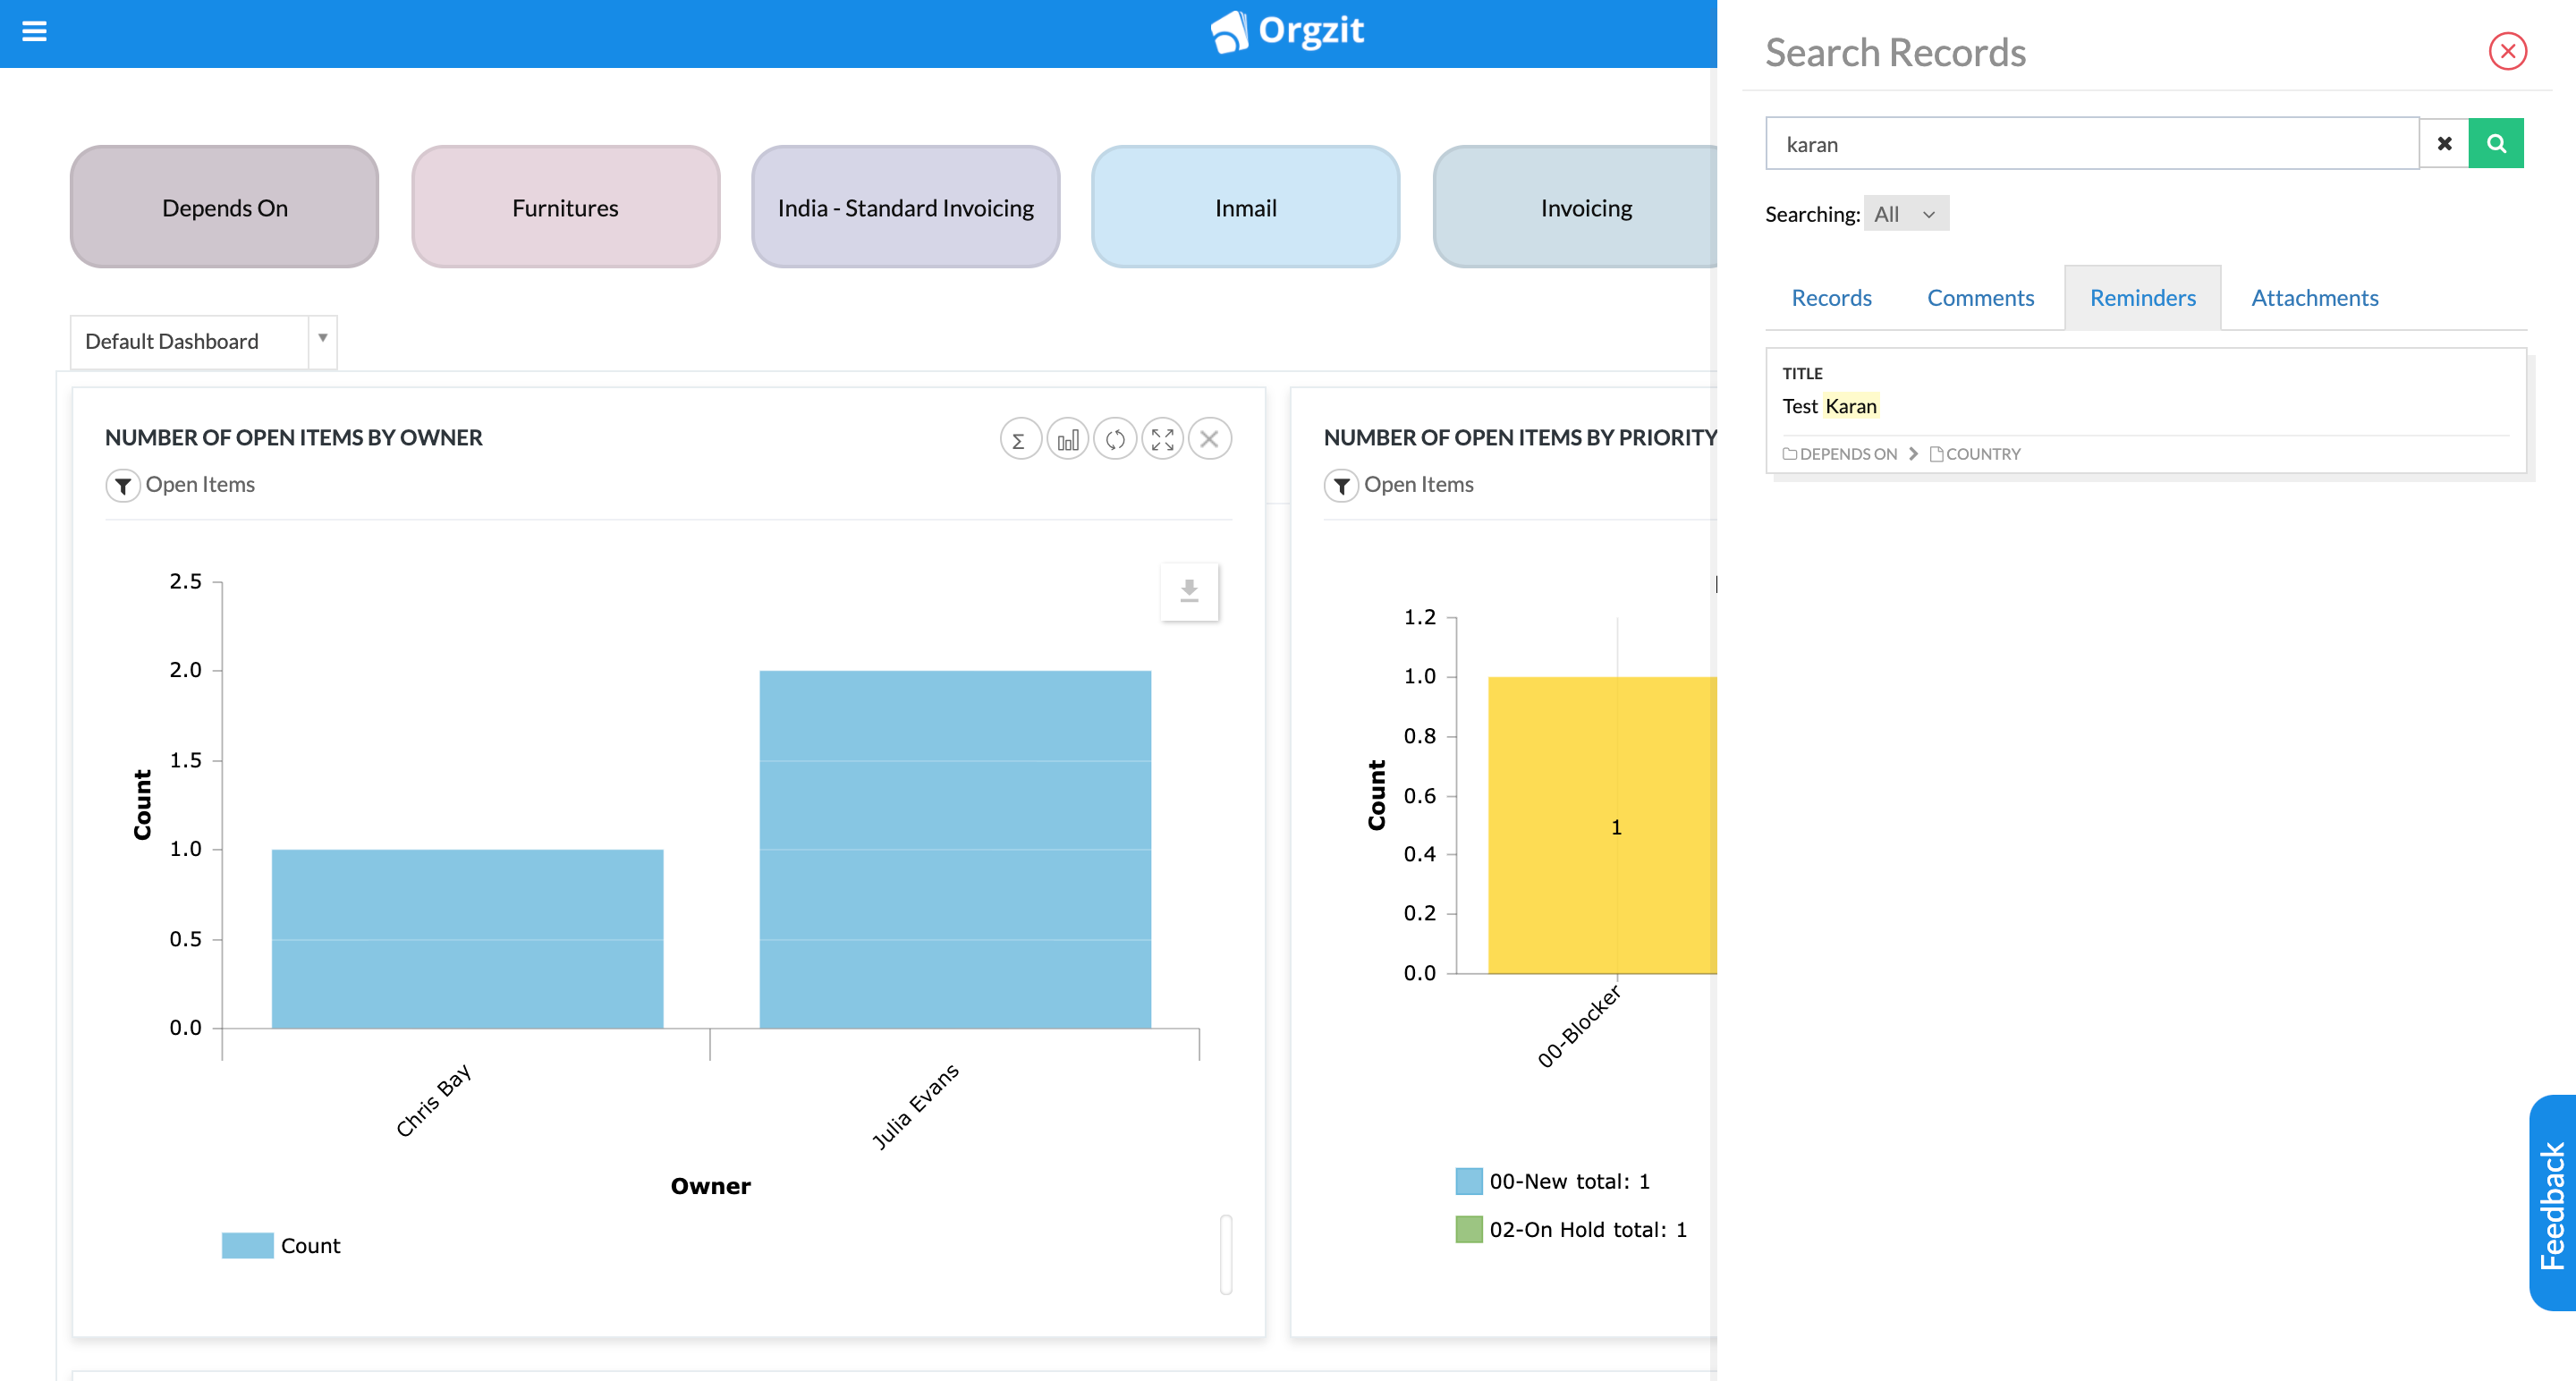 Orgzit
Depends On
Furnitures
India - Standard Invoicing
Inmail
Invoicing
Default Dashboard
NUMBER OF OPEN ITEMS BY OWNER
Σ
Open Items
2.5
2.0
1.5
1.0
0.5
0.0
Count
Chris Bay
Julia Evans
Owner
Count
NUMBER OF OPEN ITEMS BY PRIORITY
Open Items
1.2
1.0
0.8
0.6
0.4
0.2
0.0
Count
1
00-Blocker
00-New total: 1
02-On Hold total: 1
Search Records
karan
Searching: All
Records Comments Reminders Attachments
TITLE
Test Karan
DEPENDS ON COUNTRY
Feedback